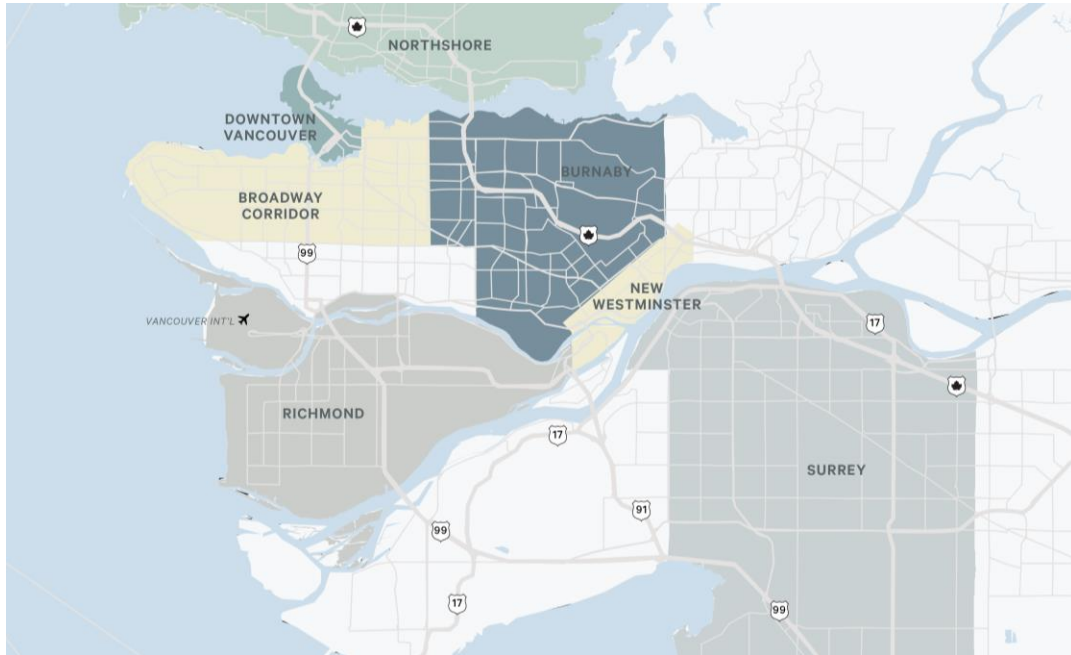 NORTHSHORE
DOWNTOWN
VANCOUVER
BURNABY
BROADWAY
CORRIDOR
99
NEW
WESTMINSTER
VANCOUVER INT'L
17
RICHMOND
17
SURREY
91
99
17
99